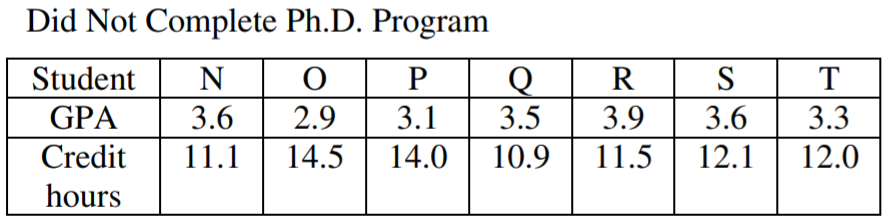 Did Not Complete Ph.D. Program
Student N O P Q R S T
GPA 3.6 2.9 3.1 3.5 3.9 3.6 3.3
Credit 11.1 14.5 14.0 10.9 11.5 12.1 12.0
hours